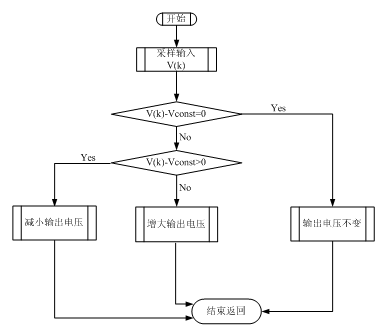 开始
采样输入
V(k)
V(k)-Vconst=0
Yes
No
V(k)-Vconst>0
Yes
No
减小输出电压
增大输出电压
输出电压不变
结束返回